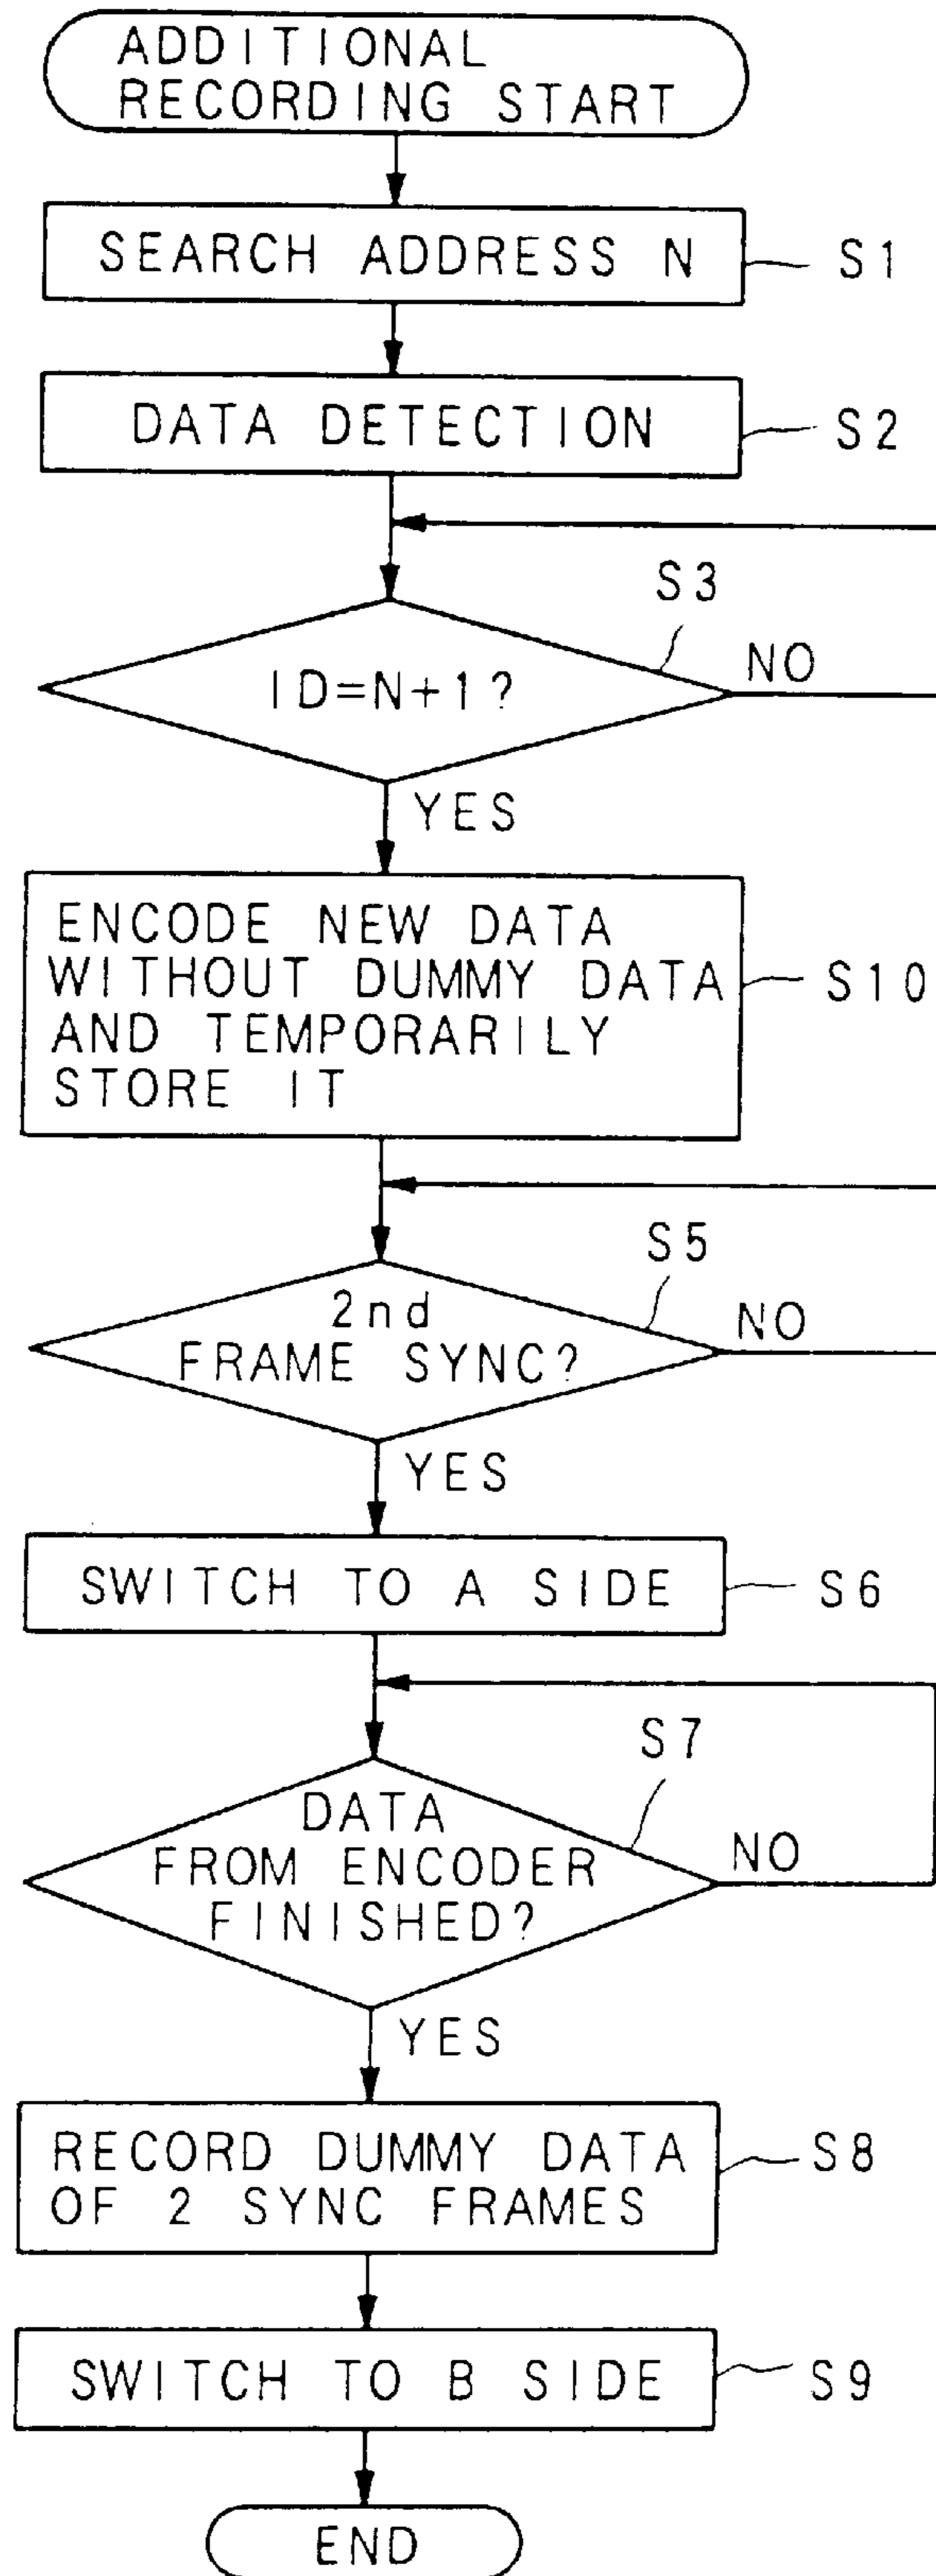 ADDITIONAL
RECORDING START
SEARCH ADDRESS N
S1
DATA DETECTION
S2
S3
ID=N+1?
NO
YES
ENCODE NEW DATA
WITHOUT DUMMY DATA
AND TEMPORARILY
STORE IT
S10
S5
2nd
FRAME SYNC?
NO
YES
SWITCH TO A SIDE
S6
S7
DATA
FROM ENCODER
FINISHED?
NO
YES
RECORD DUMMY DATA
OF 2 SYNC FRAMES
S8
SWITCH TO B SIDE
S9
END